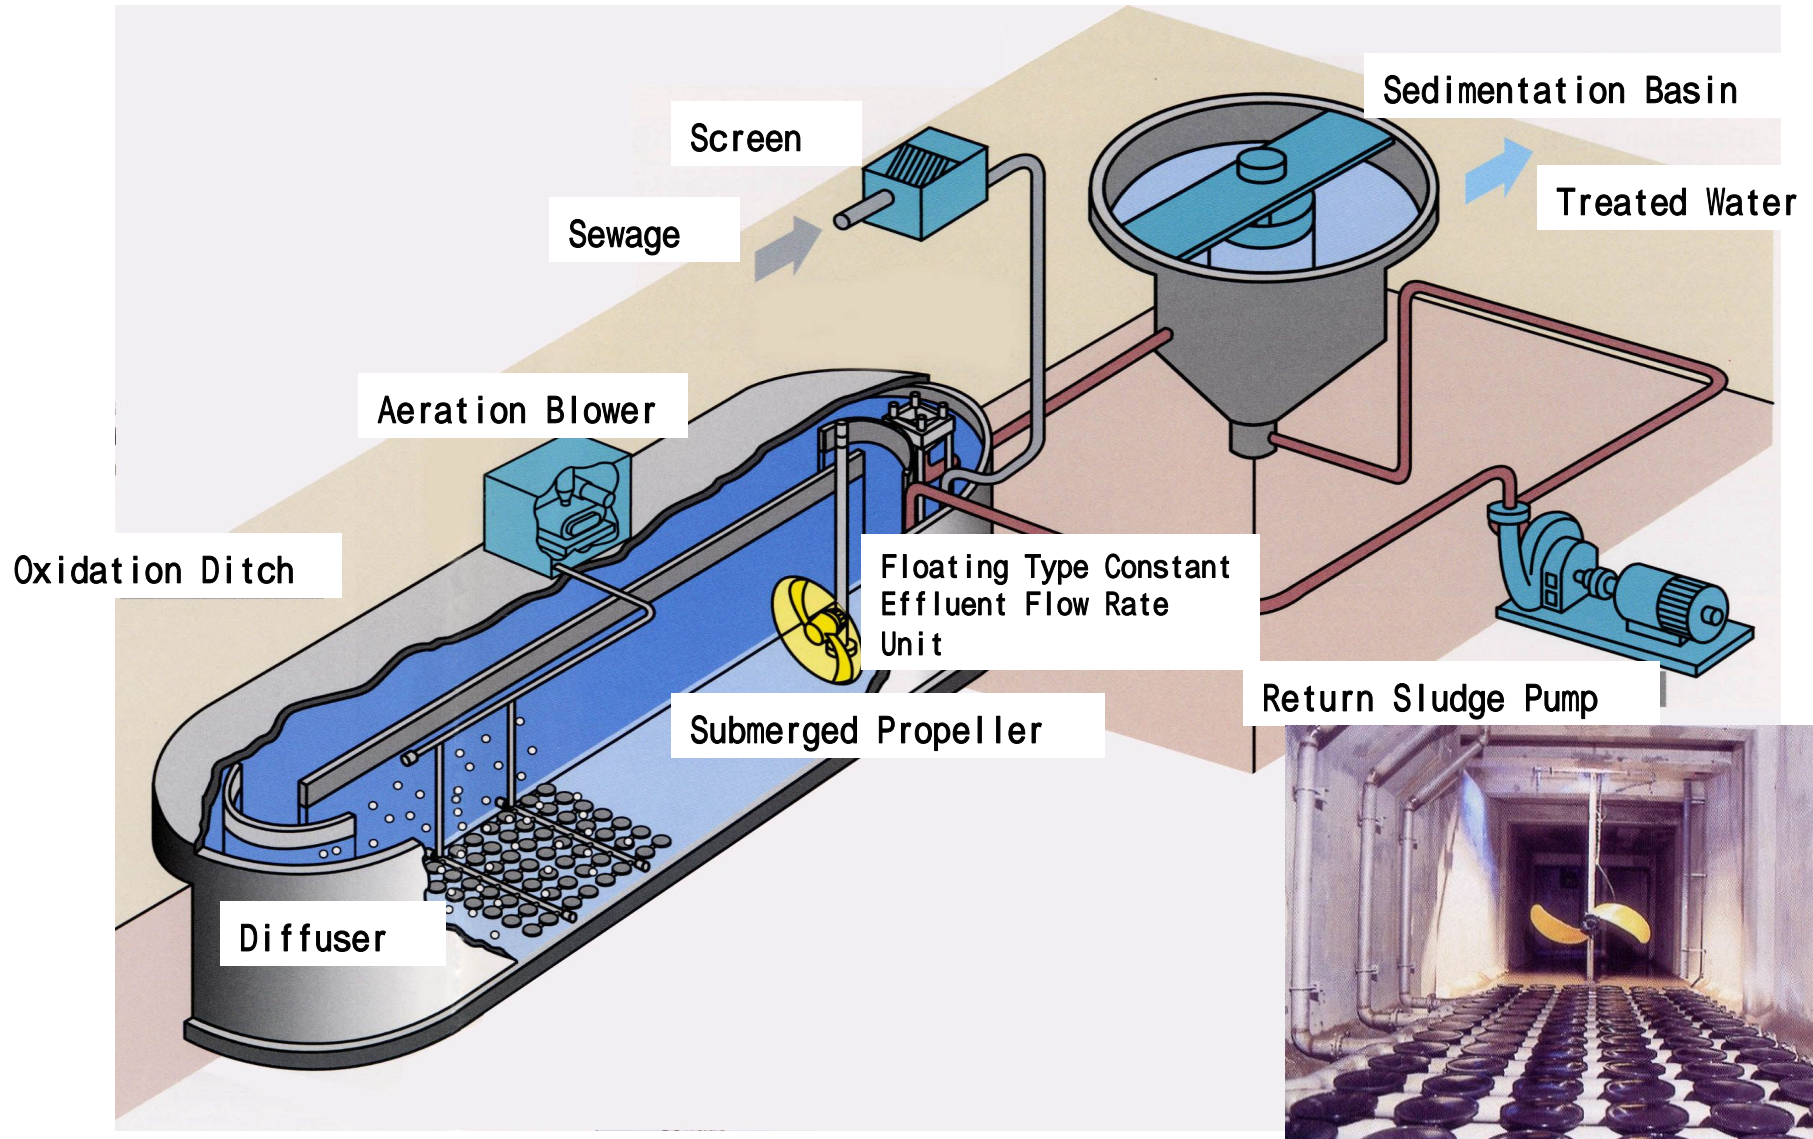 Sedimentation Basin
Screen
Treated Water
Sewage
Aeration Blower
Oxidation Ditch
Floating Type Constant
Effluent Flow Rate
Unit
Return Sludge Pump
Submerged Propeller
Diffuser